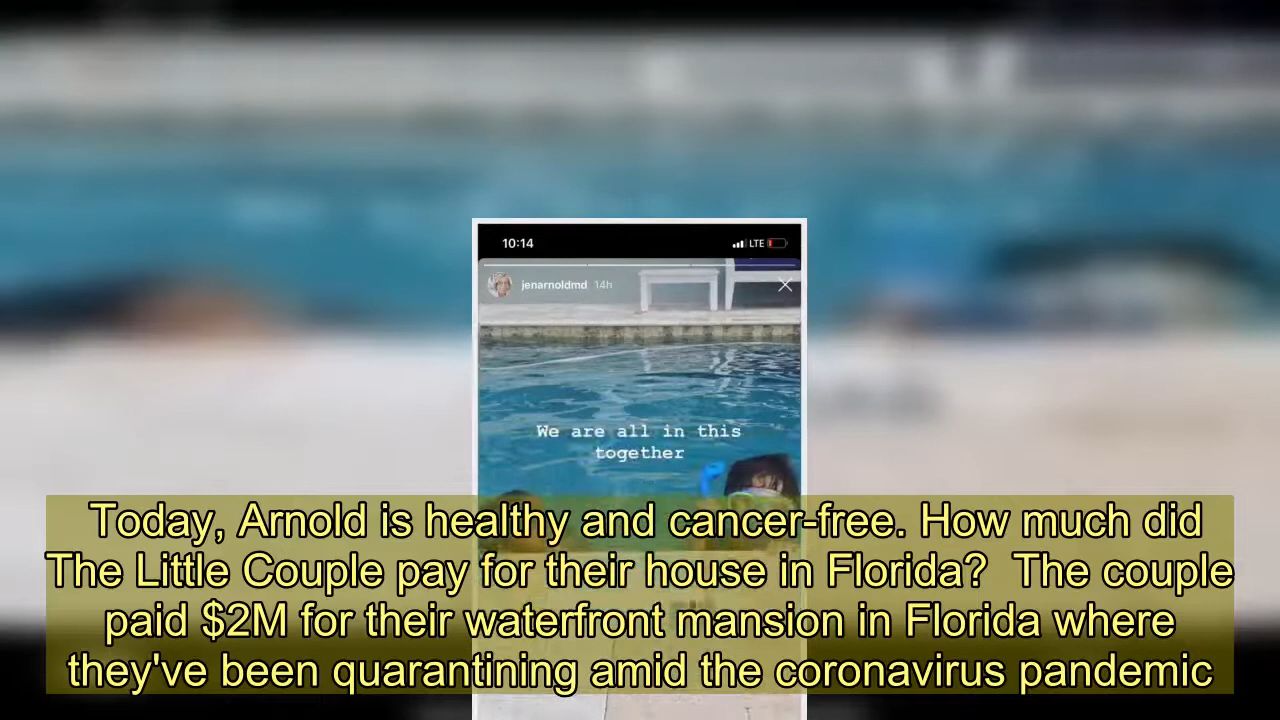 10:14
LTE
jenarnoldmd 14h
We are all in this
together
Today, Arnold is healthy and cancer-free. How much did
The Little Couple pay for their house in Florida?  The couple
paid $2M for their waterfront mansion in Florida where
they've been quarantining amid the coronavirus pandemic